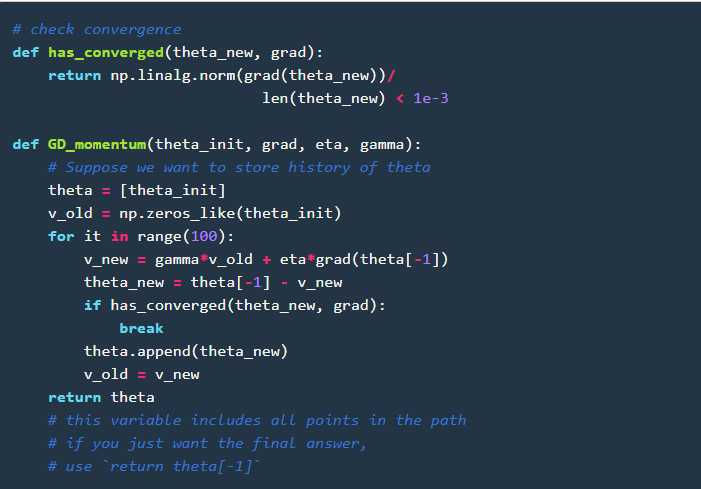 # check convergence
def has_converged(theta_new, grad):
    return np.linalg.norm(grad(theta_new))/
                            len(theta_new) < 1e-3

def GD_momentum(theta_init, grad, eta, gamma):
    # Suppose we want to store history of theta
    theta = [theta_init]
    v_old = np.zeros_like(theta_init)
    for it in range(100):
        v_new = gamma*v_old + eta*grad(theta[-1])
        theta_new = theta[-1] - v_new
        if has_converged(theta_new, grad):
            break
        theta.append(theta_new)
        v_old = v_new
    return theta
    # this variable includes all points in the path
    # if you just want the final answer,
    # use `return theta[-1]`